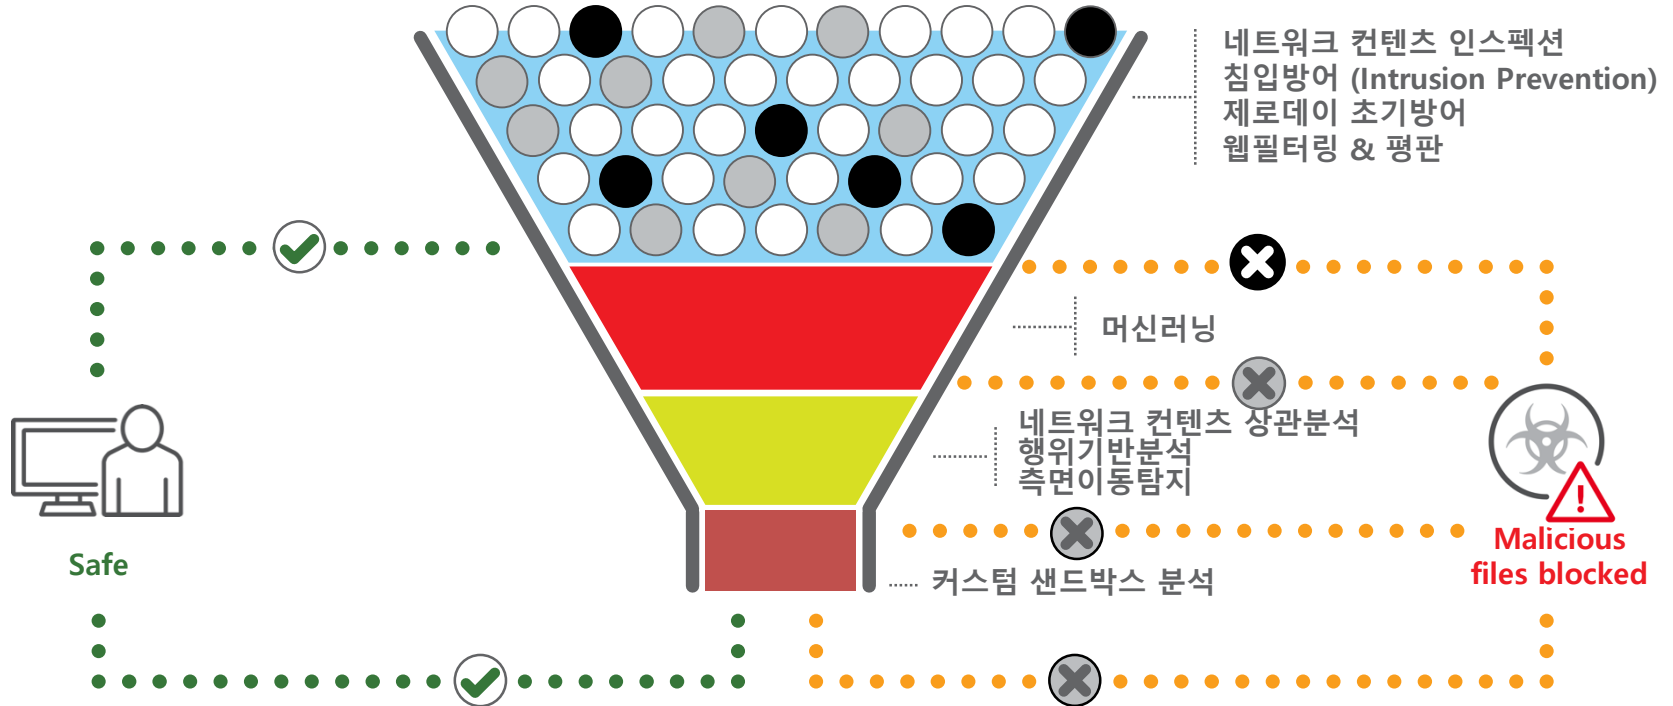 네트워크 컨텐츠 인스펙션
침입방어 (Intrusion Prevention)
제로데이 초기방어
웹필터링 & 평판
머신러닝
네트워크 컨텐츠 상관분석
행위기반분석
측면이동탐지
Safe
Malicious
files blocked
커스텀 샌드박스 분석